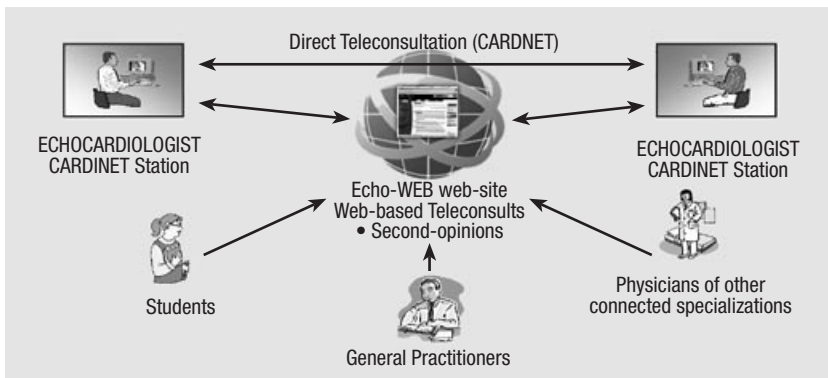 Direct Teleconsultation (CARDNET)
ECHOCARDIOLOGIST
CARDINET Station
ECHOCARDIOLOGIST
CARDINET Station
Echo-WEB web-site
Web-based Teleconsults
• Second-opinions
Students
General Practitioners
Physicians of other
connected specializations